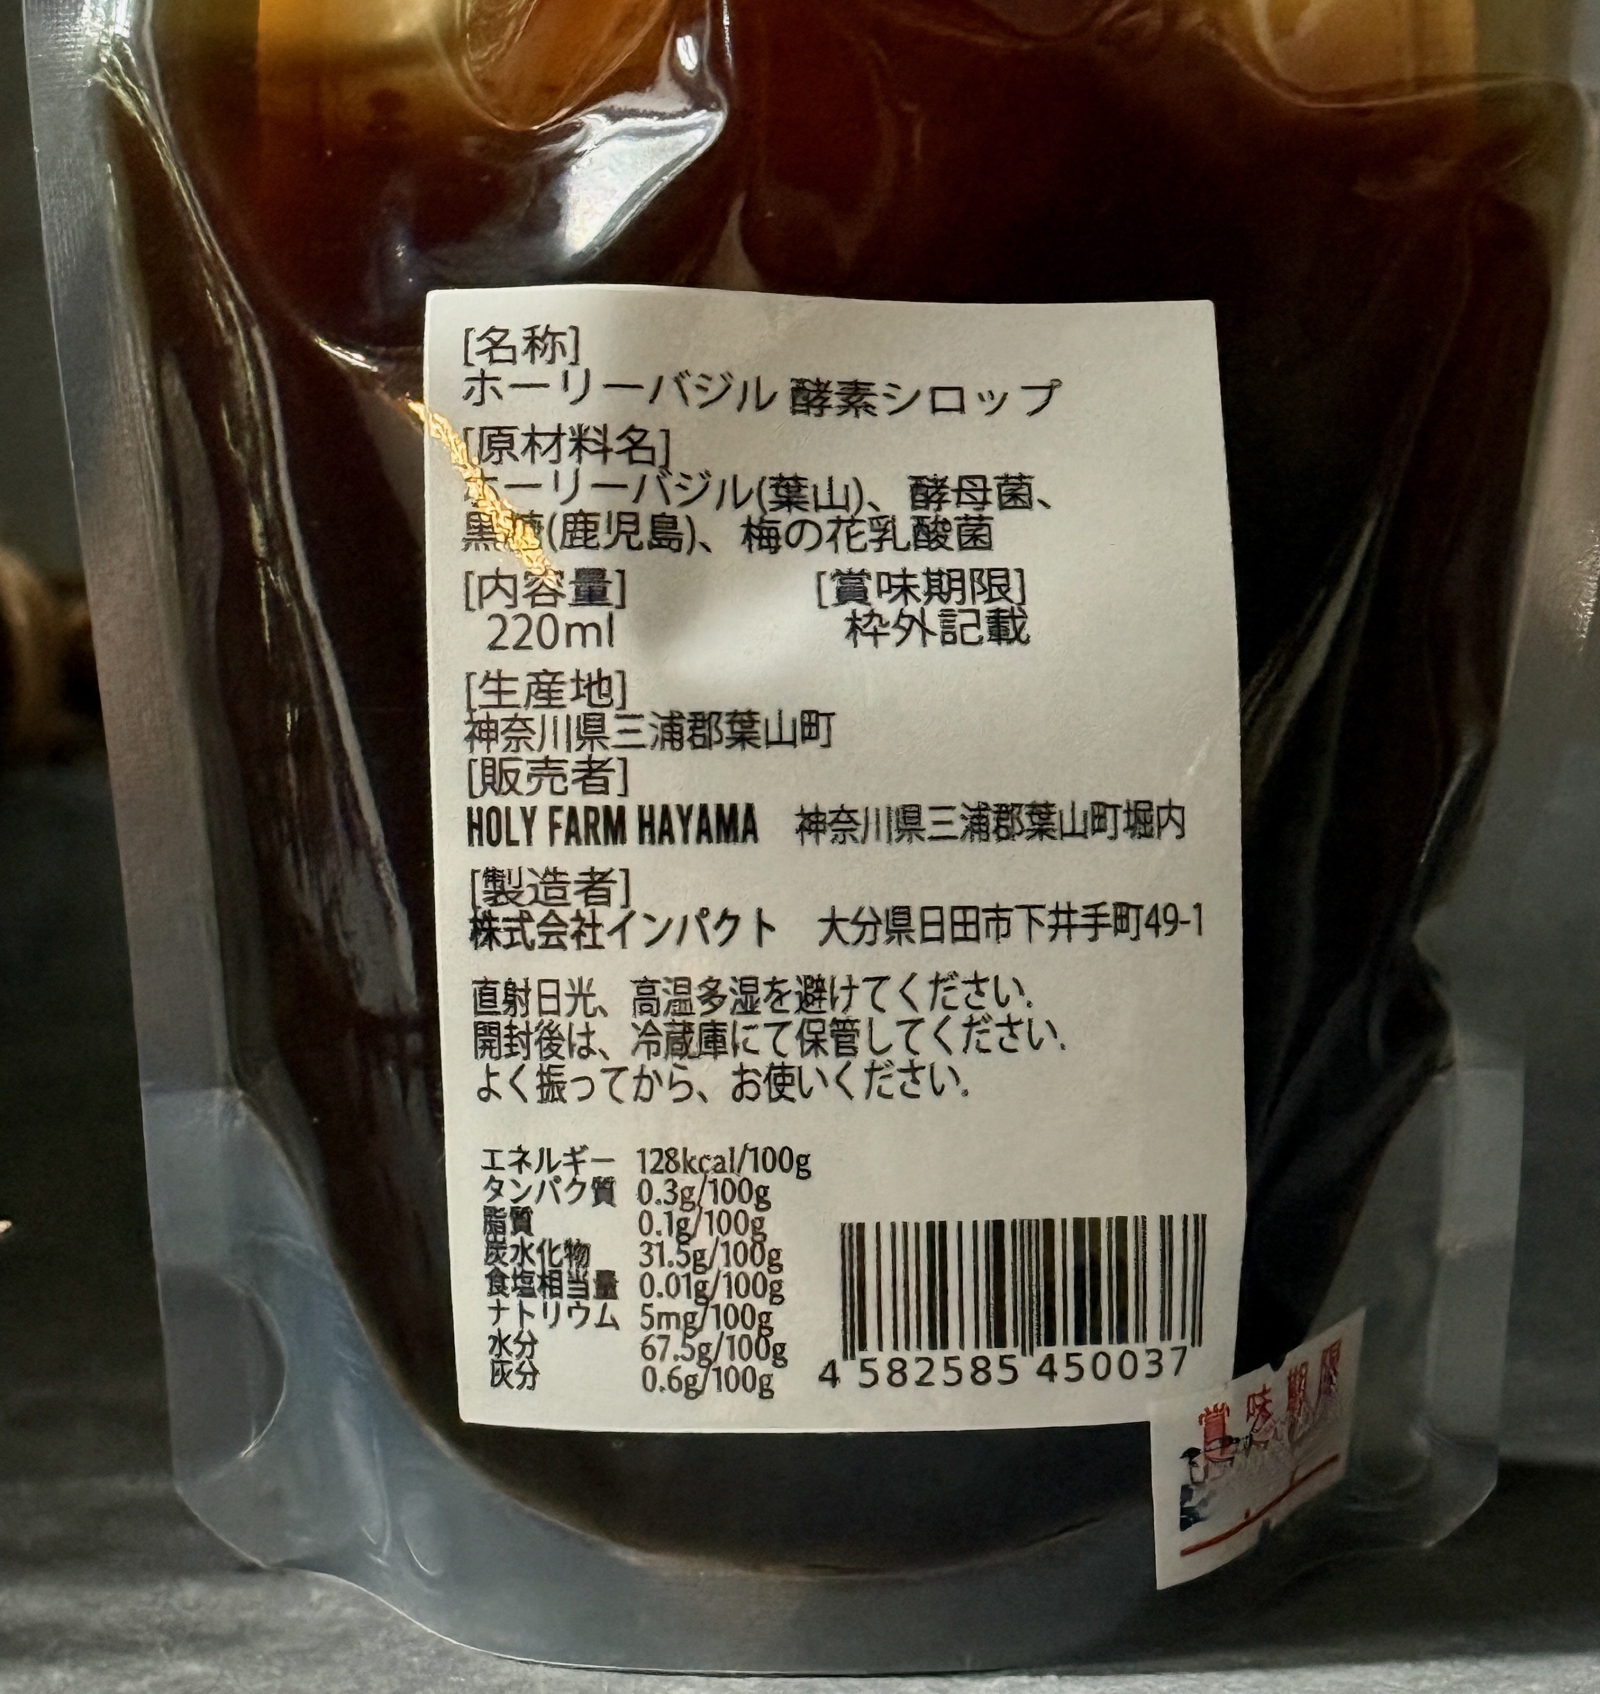 [名称]
ホーリーバジル 酵素シロップ
[原材料名]
ホーリーバジル(葉山)、酵母菌、
黒糖(鹿児島)、梅の花乳酸菌
[内容量] [賞味期限]
220ml 枠外記載
[生産地]
神奈川県三浦郡葉山町
[販売者]
HOLY FARM HAYAMA 神奈川県三浦郡葉山町堀内
[製造者]
株式会社インパクト 大分県日田市下井手町49-1
直射日光、高温多湿を避けてください.
開封後は、冷蔵庫にて保管してください.
よく振ってから、お使いください.
エネルギー 128kcal/100g
タンパク質 0.3g/100g
脂質 0.1g/100g
炭水化物 31.5g/100g
食塩相当量 0.01g/100g
ナトリウム 5mg/100g
水分 67.5g/100g
灰分 0.6g/100g
4 582585 450037
賞味期限